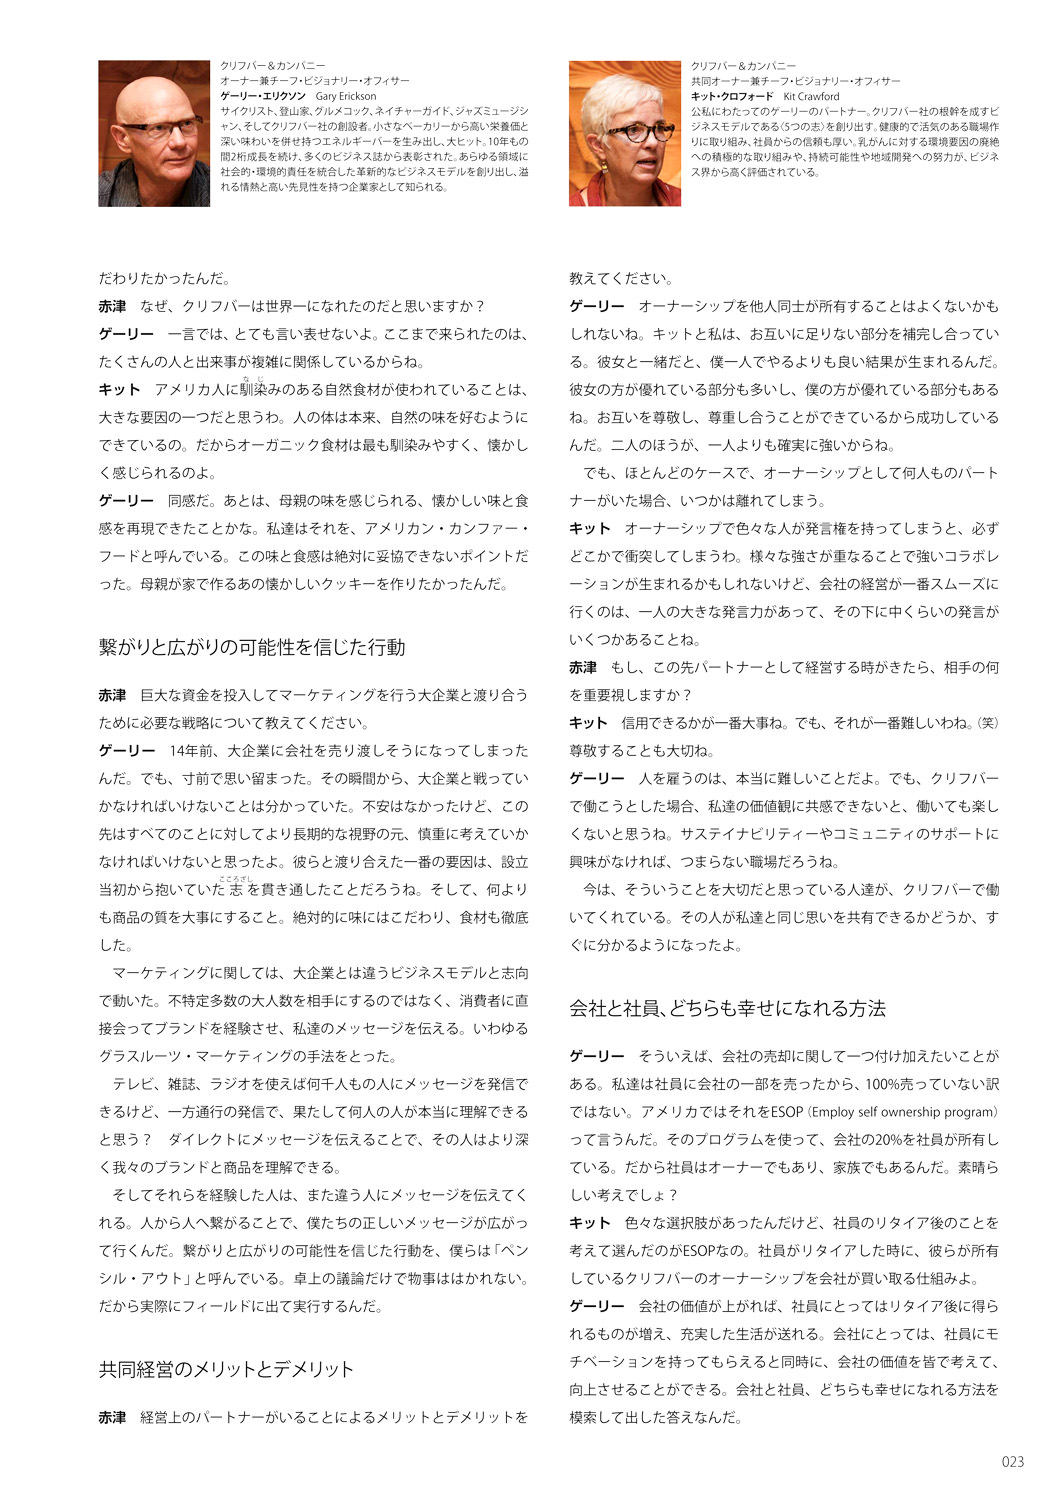 クリフバー＆カンパニー
オーナー兼チーフ・ビジョナリー・オフィサー
ゲーリー・エリクソン　Gary Erickson
サイクリスト、登山家、グルメコック、ネイチャーガイド、ジャズミュージシ
ャン、そしてクリフバー社の創設者。小さなベーカリーから高い栄養価と
深い味わいを併せ持つエネルギーバーを生み出し、大ヒット。10年もの
間2桁成長を続け、多くのビジネス誌から表彰された。あらゆる領域に
社会的・環境的責任を統合した革新的なビジネスモデルを創り出し、溢
れる情熱と高い先見性を持つ企業家として知られる。
クリフバー＆カンパニー
共同オーナー兼チーフ・ビジョナリー・オフィサー
キット・クロフォード　Kit Crawford
公私にわたってのゲーリーのパートナー。クリフバー社の根幹を成すビ
ジネスモデルである〈5つの志〉を創り出す。健康的で活気のある職場作
りに取り組み、社員からの信頼も厚い。乳がんに対する環境要因の廃絶
への積極的な取り組みや、持続可能性や地域開発への努力が、ビジネ
ス界から高く評価されている。
だわりたかったんだ。
赤津　なぜ、クリフバーは世界一になれたのだと思いますか？
ゲーリー　一言では、とても言い表せないよ。ここまで来られたのは、
たくさんの人と出来事が複雑に関係しているからね。
キット　アメリカ人に馴染みのある自然食材が使われていることは、
大きな要因の一つだと思うわ。人の体は本来、自然の味を好むように
できているの。だからオーガニック食材は最も馴染みやすく、懐かし
く感じられるのよ。
ゲーリー　同感だ。あとは、母親の味を感じられる、懐かしい味と食
感を再現できたことかな。私達はそれを、アメリカン・カンファー・
フードと呼んでいる。この味と食感は絶対に妥協できないポイントだ
った。母親が家で作るあの懐かしいクッキーを作りたかったんだ。
繋がりと広がりの可能性を信じた行動
赤津　巨大な資金を投入してマーケティングを行う大企業と渡り合う
ために必要な戦略について教えてください。
ゲーリー　14年前、大企業に会社を売り渡しそうになってしまった
んだ。でも、寸前で思い留まった。その瞬間から、大企業と戦ってい
かなければいけないことは分かっていた。不安はなかったけど、この
先はすべてのことに対してより長期的な視野の元、慎重に考えていか
なければいけないと思ったよ。彼らと渡り合えた一番の要因は、設立
当初から抱いていた志を貫き通したことだろうね。そして、何より
も商品の質を大事にすること。絶対的に味にはこだわり、食材も徹底
した。
　マーケティングに関しては、大企業とは違うビジネスモデルと志向
で動いた。不特定多数の大人数を相手にするのではなく、消費者に直
接会ってブランドを経験させ、私達のメッセージを伝える。いわゆる
グラスルーツ・マーケティングの手法をとった。
　テレビ、雑誌、ラジオを使えば何千人もの人にメッセージを発信で
きるけど、一方通行の発信で、果たして何人の人が本当に理解できる
と思う？　ダイレクトにメッセージを伝えることで、その人はより深
く我々のブランドと商品を理解できる。
　そしてそれらを経験した人は、また違う人にメッセージを伝えてく
れる。人から人へ繋がることで、僕たちの正しいメッセージが広がっ
て行くんだ。繋がりと広がりの可能性を信じた行動を、僕らは「ペン
シル・アウト」と呼んでいる。卓上の議論だけで物事ははかれない。
だから実際にフィールドに出て実行するんだ。
共同経営のメリットとデメリット
赤津　経営上のパートナーがいることによるメリットとデメリットを
教えてください。
ゲーリー　オーナーシップを他人同士が所有することはよくないかも
しれないね。キットと私は、お互いに足りない部分を補完し合ってい
る。彼女と一緒だと、僕一人でやるよりも良い結果が生まれるんだ。
彼女の方が優れている部分も多いし、僕の方が優れている部分もある
ね。お互いを尊敬し、尊重し合うことができているから成功している
んだ。二人のほうが、一人よりも確実に強いからね。
　でも、ほとんどのケースで、オーナーシップとして何人ものパート
ナーがいた場合、いつかは離れてしまう。
キット　オーナーシップで色々な人が発言権を持ってしまうと、必ず
どこかで衝突してしまうわ。様々な強さが重なることで強いコラボレ
ーションが生まれるかもしれないけど、会社の経営が一番スムーズに
行くのは、一人の大きな発言力があって、その下に中くらいの発言が
いくつかあることね。
赤津　もし、この先パートナーとして経営する時がきたら、相手の何
を重要視しますか？
キット　信用できるかが一番大事ね。でも、それが一番難しいわね。（笑）
尊敬することも大切ね。
ゲーリー　人を雇うのは、本当に難しいことだよ。でも、クリフバー
で働こうとした場合、私達の価値観に共感できないと、働いても楽し
くないと思うね。サステイナビリティーやコミュニティのサポートに
興味がなければ、つまらない職場だろうね。
　今は、そういうことを大切だと思っている人達が、クリフバーで働
いてくれている。その人が私達と同じ思いを共有できるかどうか、す
ぐに分かるようになったよ。
会社と社員、どちらも幸せになれる方法
ゲーリー　そういえば、会社の売却に関して一つ付け加えたいことが
ある。私達は社員に会社の一部を売ったから、100%売っていない訳
ではない。アメリカではそれをESOP（Employ self ownership program）
って言うんだ。そのプログラムを使って、会社の20%を社員が所有し
ている。だから社員はオーナーでもあり、家族でもあるんだ。素晴ら
しい考えでしょ？
キット　色々な選択肢があったんだけど、社員のリタイア後のことを
考えて選んだのがESOPなの。社員がリタイアした時に、彼らが所有
しているクリフバーのオーナーシップを会社が買い取る仕組みよ。
ゲーリー　会社の価値が上がれば、社員にとってはリタイア後に得ら
れるものが増え、充実した生活が送れる。会社にとっては、社員にモ
チベーションを持ってもらえると同時に、会社の価値を皆で考えて、
向上させることができる。会社と社員、どちらも幸せになれる方法を
模索して出した答えなんだ。
023